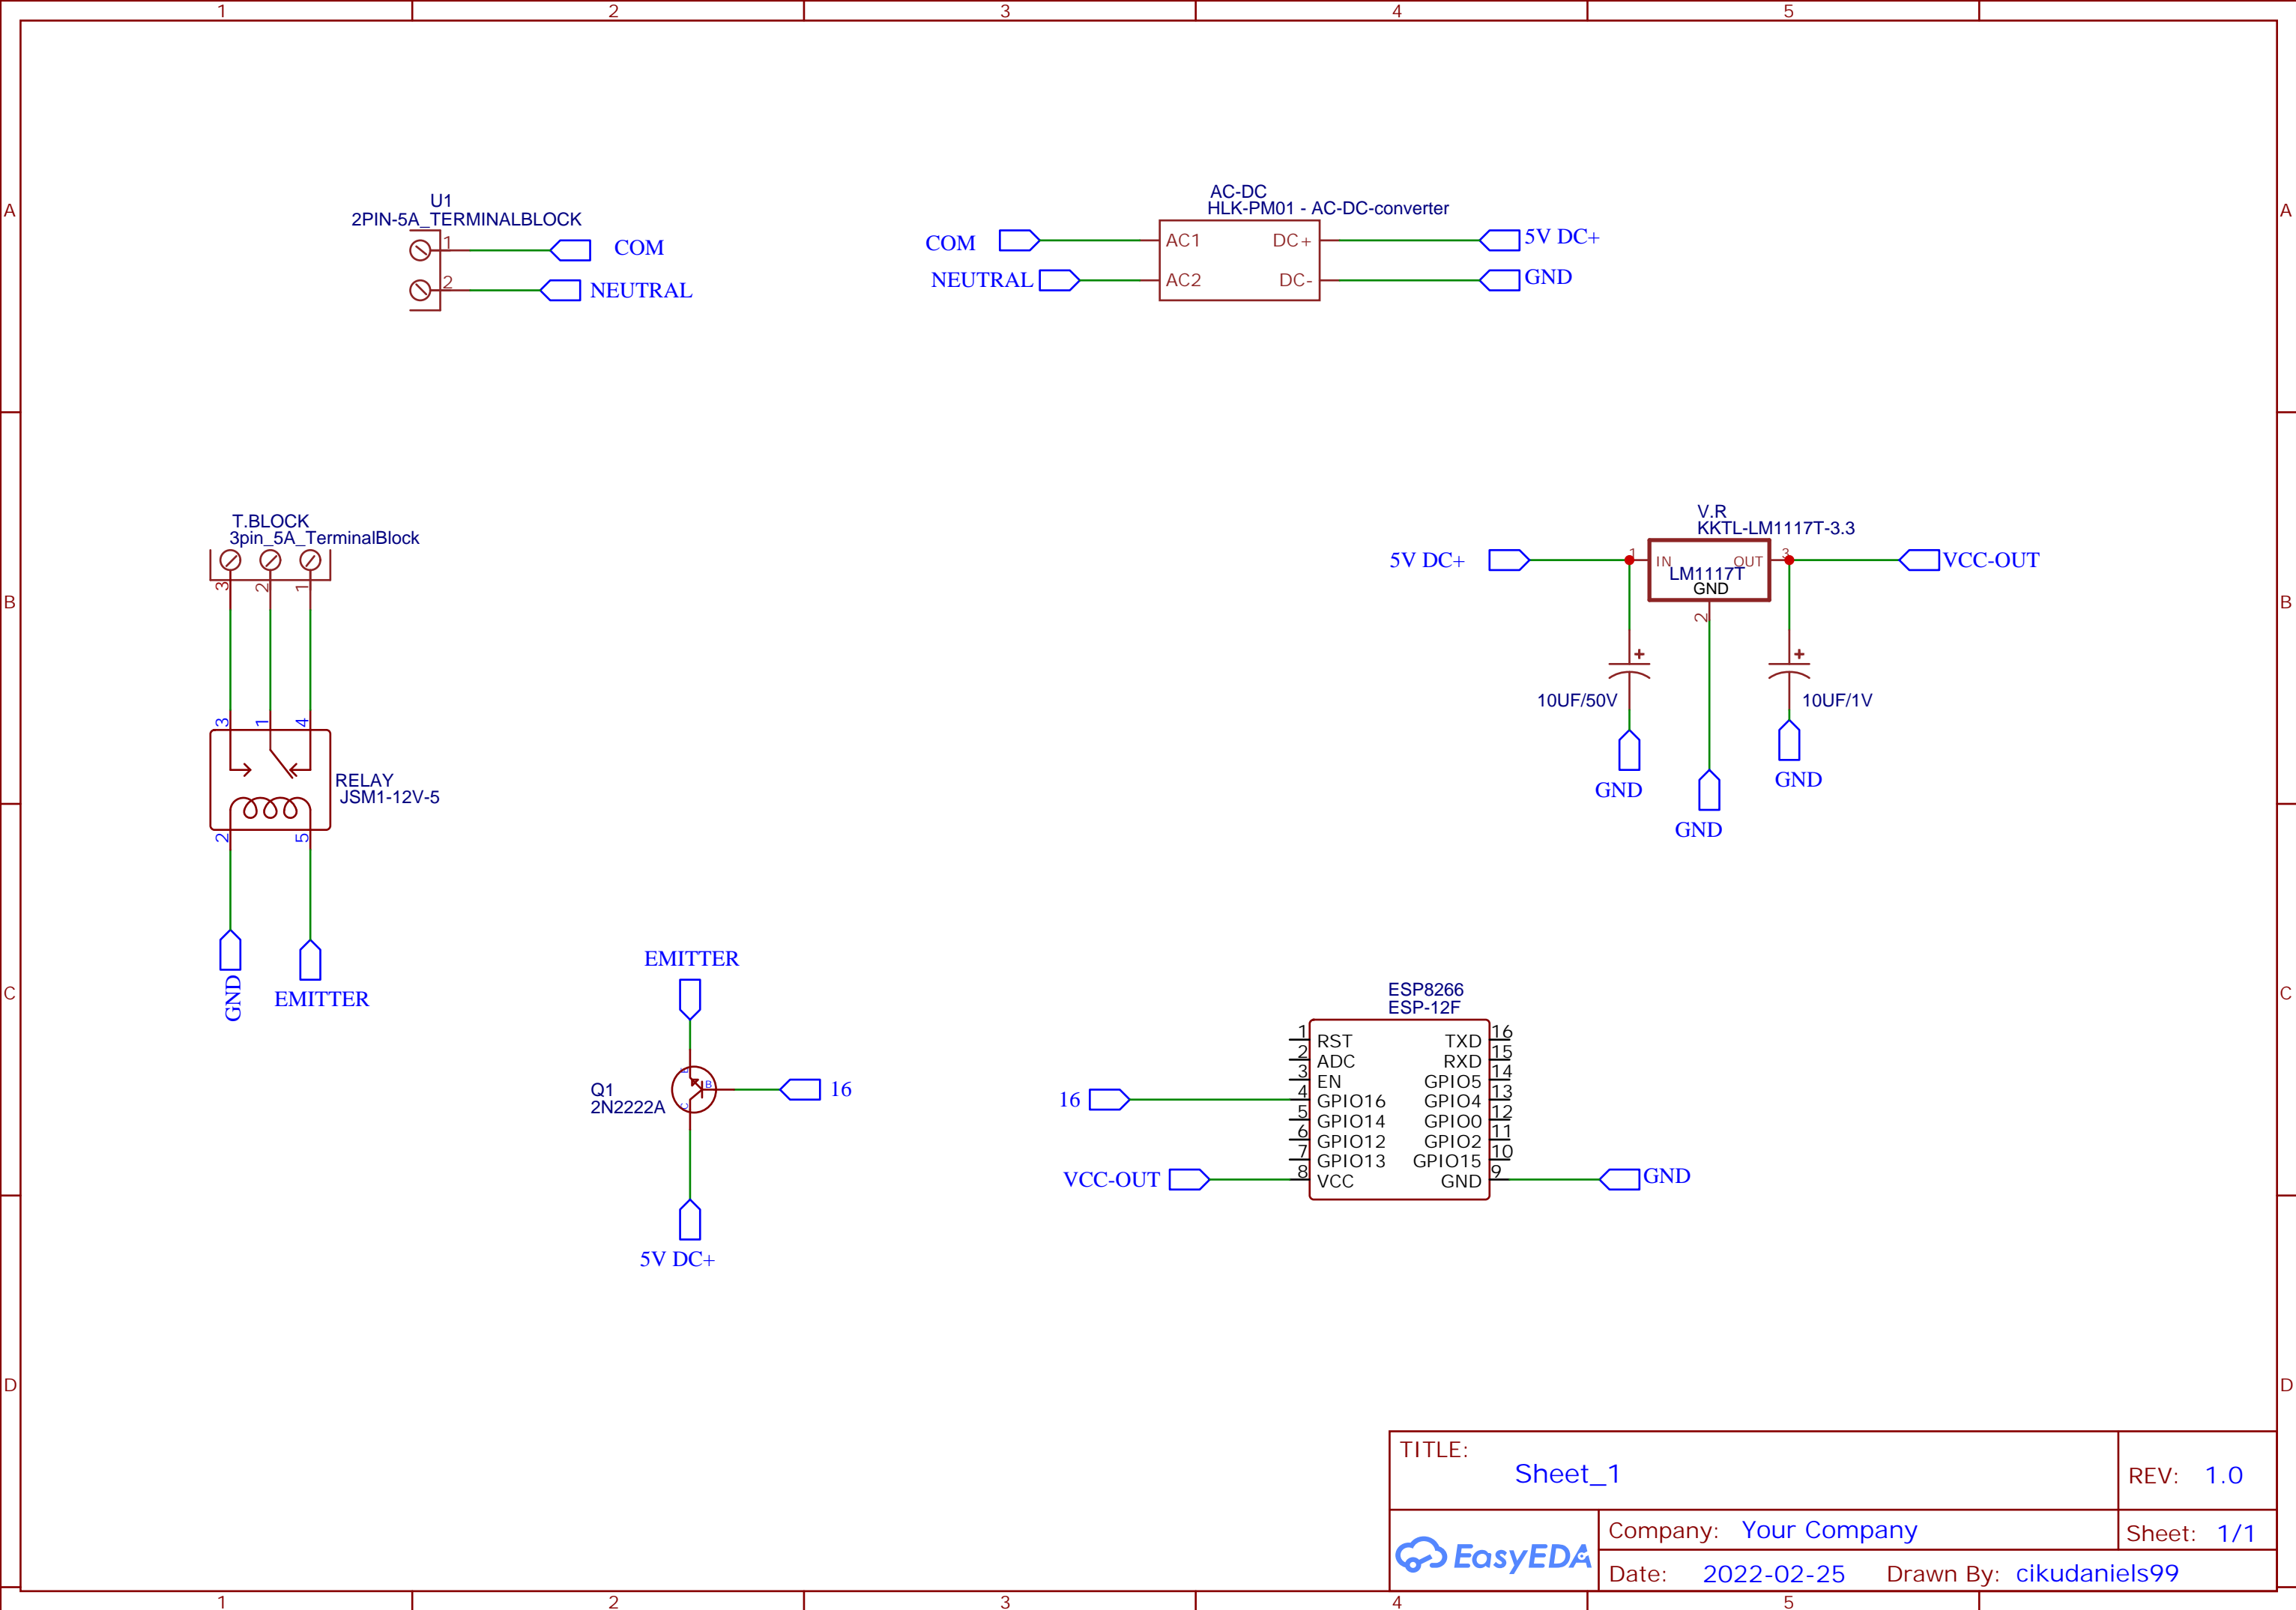 1 2 3 4 5
A A
U1
2PIN-5A_TERMINALBLOCK
1 COM
2 NEUTRAL
AC-DC
HLK-PM01 - AC-DC-converter
COM AC1 DC+ 5V DC+
NEUTRAL AC2 DC- GND
B B
T.BLOCK
3pin_5A_TerminalBlock
3 2 1
3 1 4
RELAY
JSM1-12V-5
2 5
GND EMITTER
V.R
KKTL-LM1117T-3.3
5V DC+ 1 IN OUT 3 VCC-OUT
LM1117T
GND
2
10UF/50V 10UF/1V
GND GND
GND
C C
EMITTER
E
Q1 B 16
2N2222A C
5V DC+
ESP8266
ESP-12F
1 RST TXD 16
2 ADC RXD 15
3 EN GPIO5 14
16 4 GPIO16 GPIO4 13
5 GPIO14 GPIO0 12
6 GPIO12 GPIO2 11
7 GPIO13 GPIO15 10
VCC-OUT 8 VCC GND 9 GND
D D
TITLE:
Sheet_1
REV: 1.0
EasyEDA
Company: Your Company
Sheet: 1/1
Date: 2022-02-25 Drawn By: cikudaniels99
1 2 3 4 5